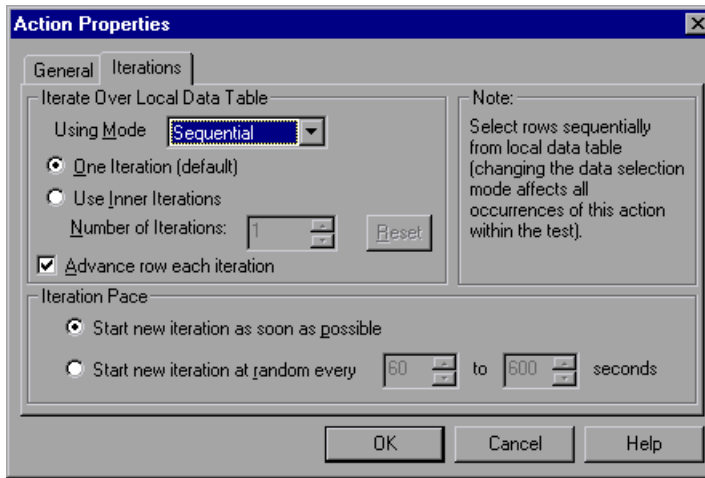 Action Properties
General
Iterations
Iterate Over Local Data Table
Using Mode Sequential
One Iteration (default)
Use Inner Iterations
Number of Iterations: 1 Reset
Advance row each iteration
Note:
Select rows sequentially
from local data table
(changing the data selection
mode affects all
occurrences of this action
within the test).
Iteration Pace
Start new iteration as soon as possible
Start new iteration at random every 60 to 600 seconds
OK Cancel Help